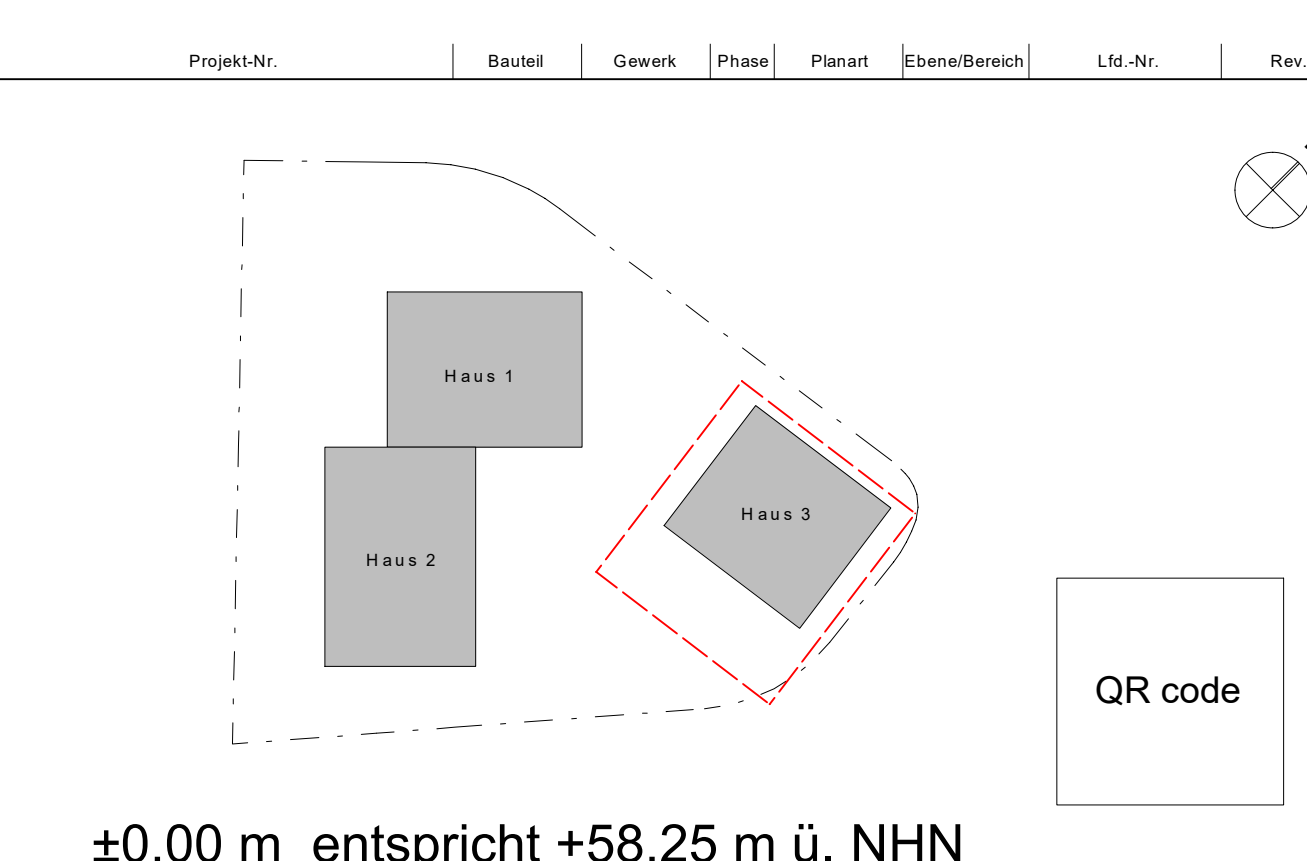 Projekt-Nr. Bauteil Gewerk Phase Planart Ebene/Bereich Lfd.-Nr. Rev.
Haus 1
Haus 3
Haus 2
QR code
±0.00 m entspricht +58.25 m ü. NHN